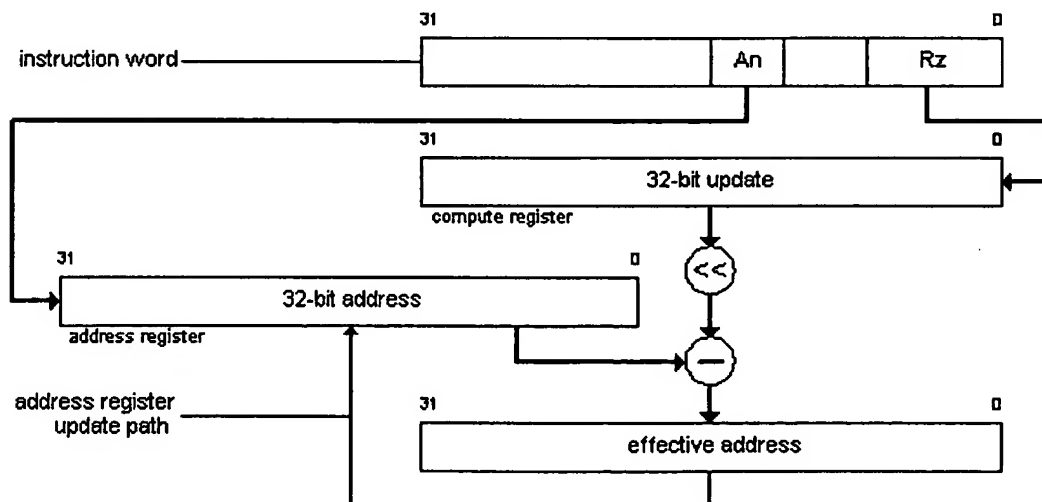 31 0
instruction word An Rz
31 0
32-bit update
compute register
31 0
<<
32-bit address
address register
—
address register
update path
31 0
effective address